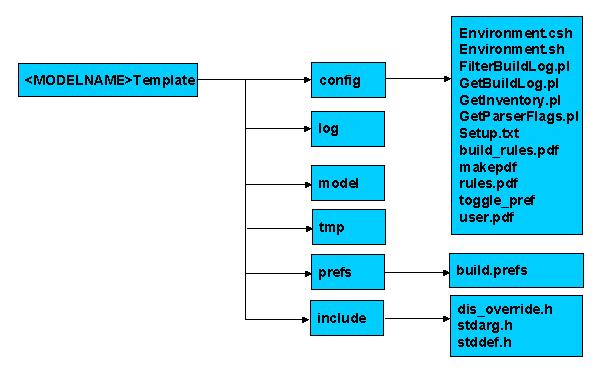 <MODELNAME>Template
config
Environment.csh
Environment.sh
FilterBuildLog.pl
GetBuildLog.pl
GetInventory.pl
GetParserFlags.pl
Setup.txt
build_rules.pdf
makepdf
rules.pdf
toggle_pref
user.pdf
log
model
tmp
prefs
build.prefs
include
dis_override.h
stdarg.h
stddef.h